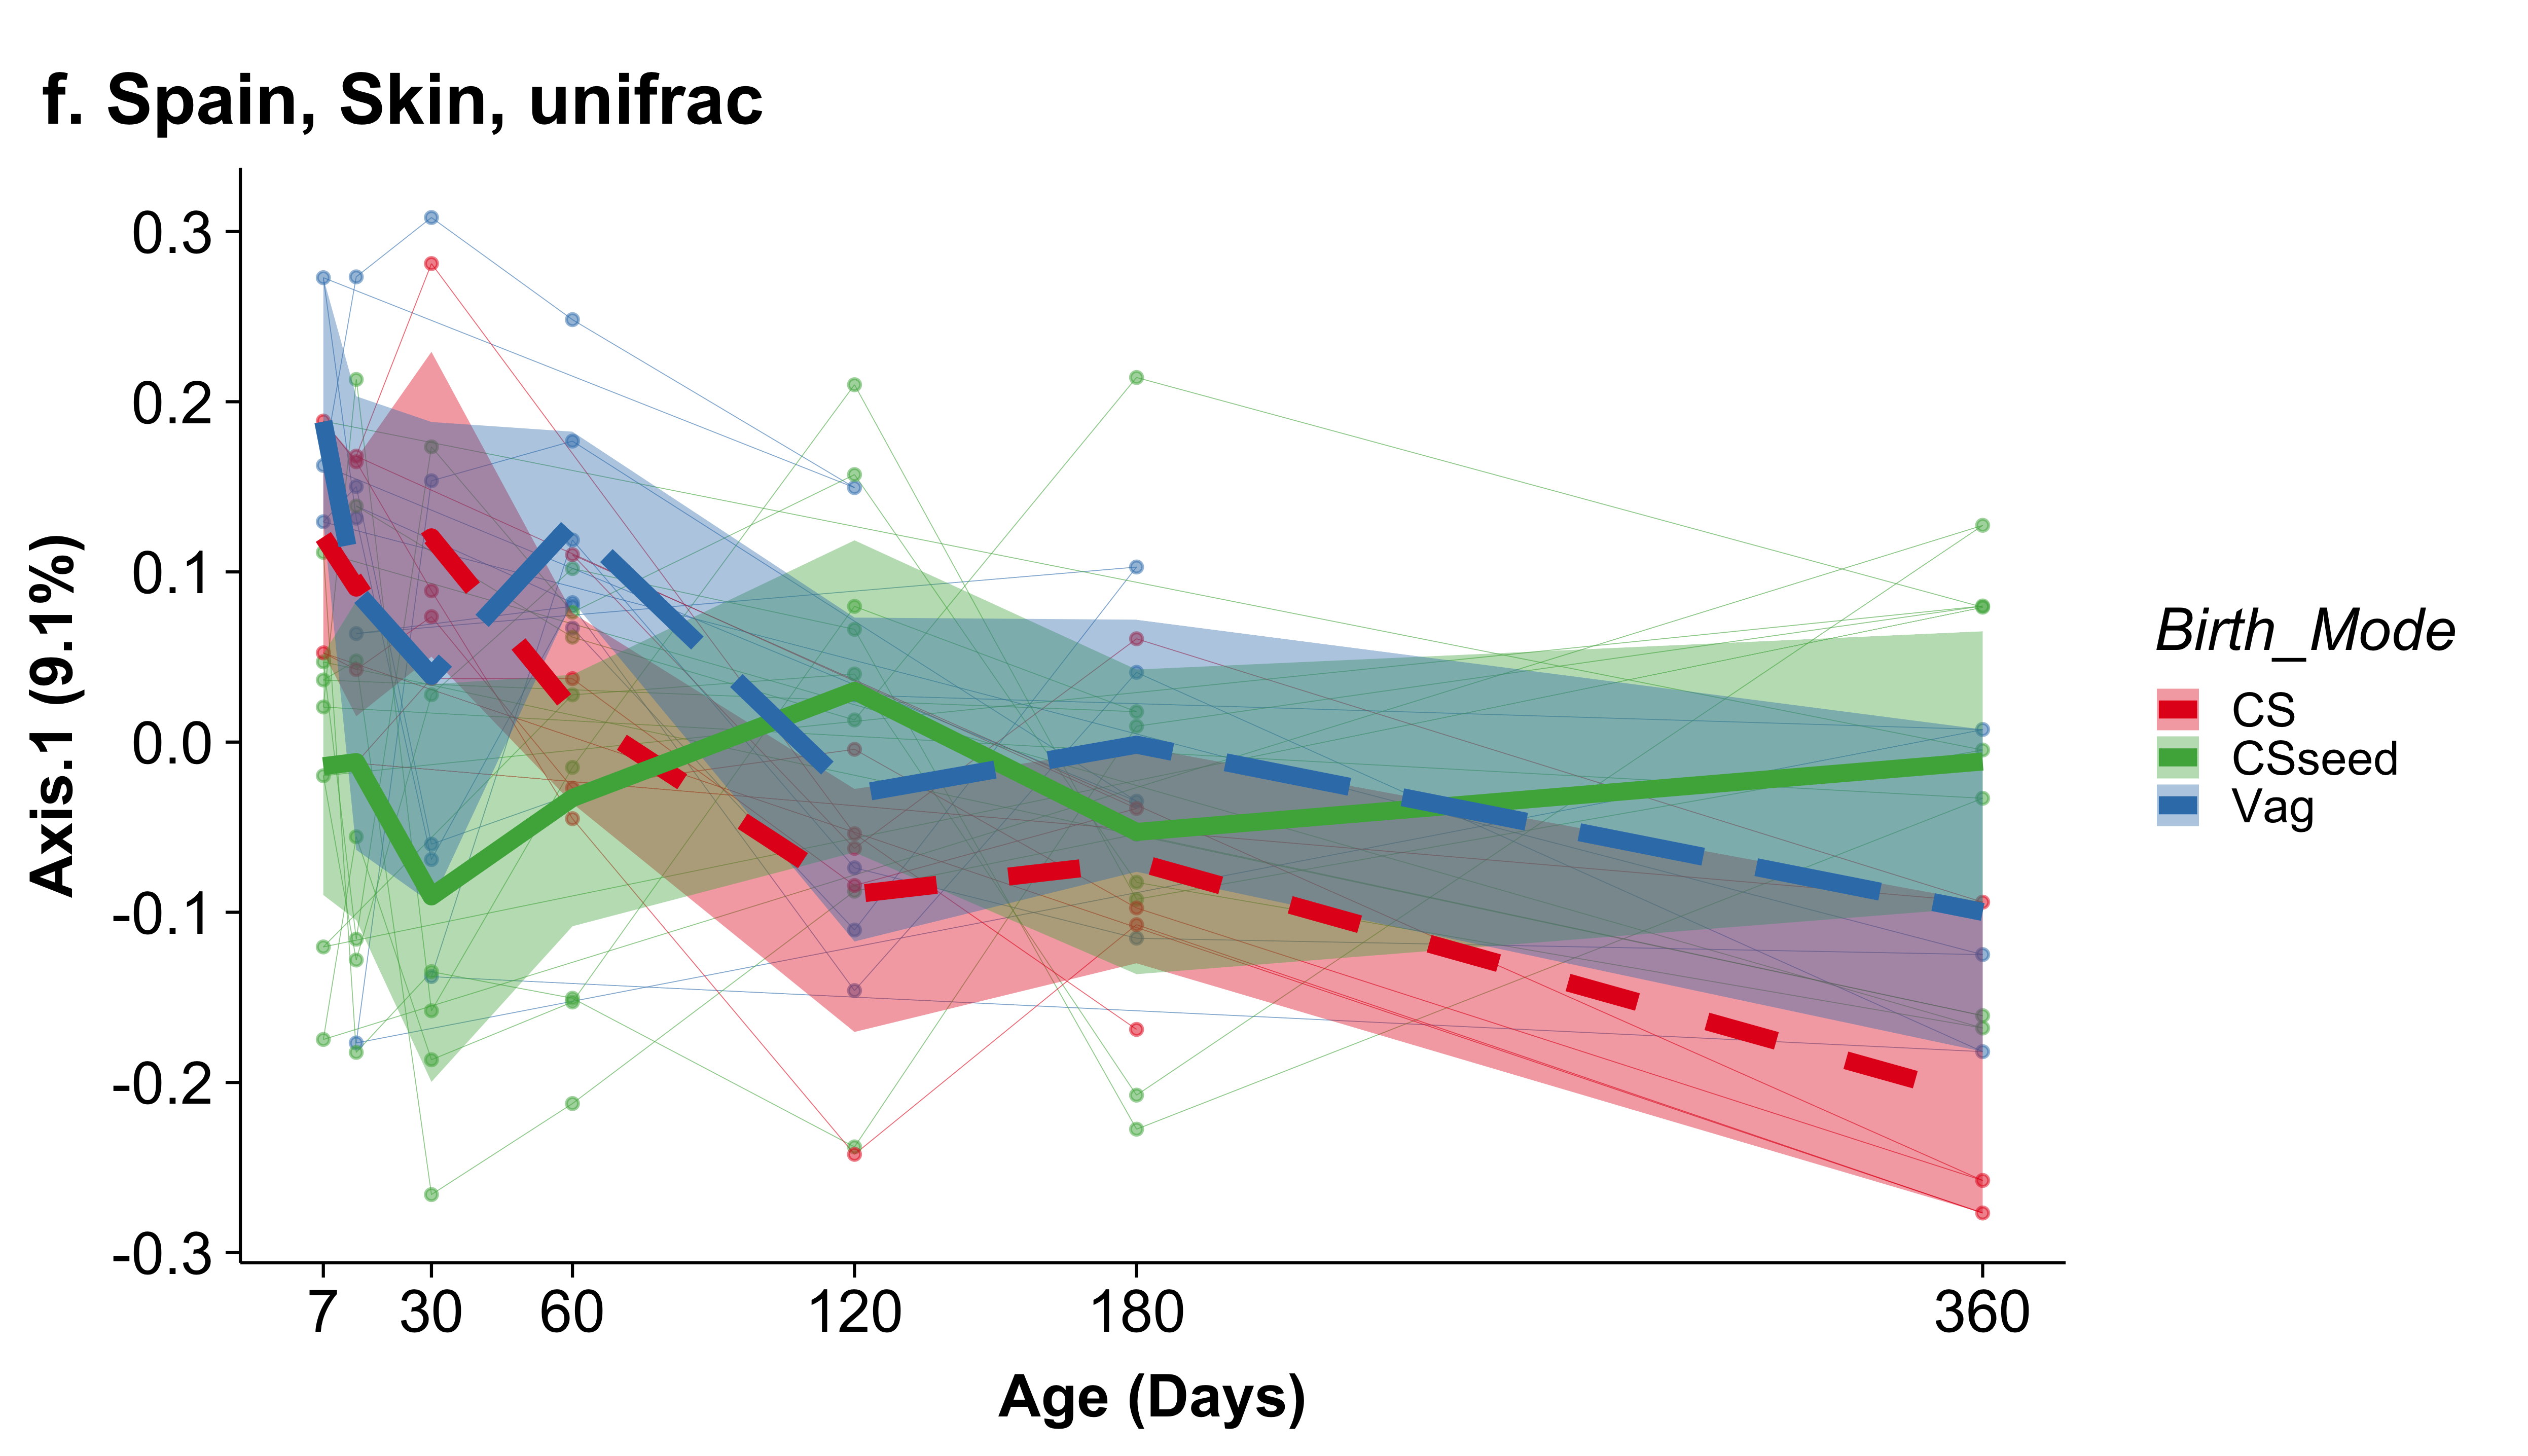 f. Spain, Skin, unifrac
Axis.1 (9.1%)
0.3
0.2
0.1
0.0
-0.1
-0.2
-0.3
7 30 60 120 180 360
Age (Days)
Birth_Mode
CS
CSseed
Vag